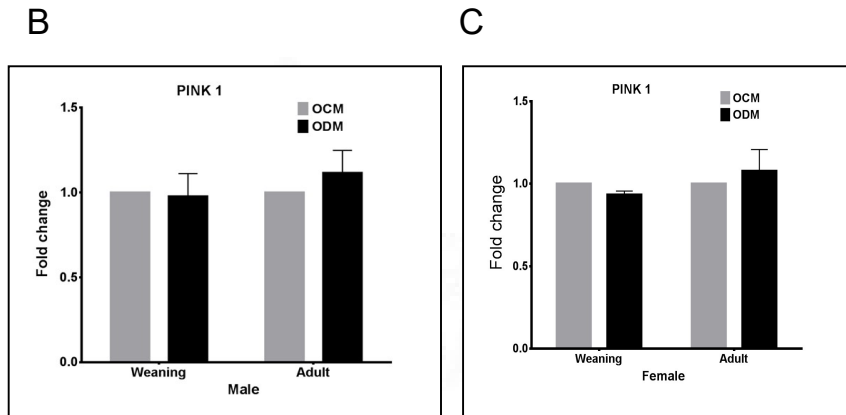 B
PINK 1
OCM
ODM
1.5
1.0
0.5
0.0
Fold change
Weaning
Adult
Male
C
PINK 1
OCM
ODM
1.5
1.0
0.5
0.0
Fold change
Weaning
Adult
Female